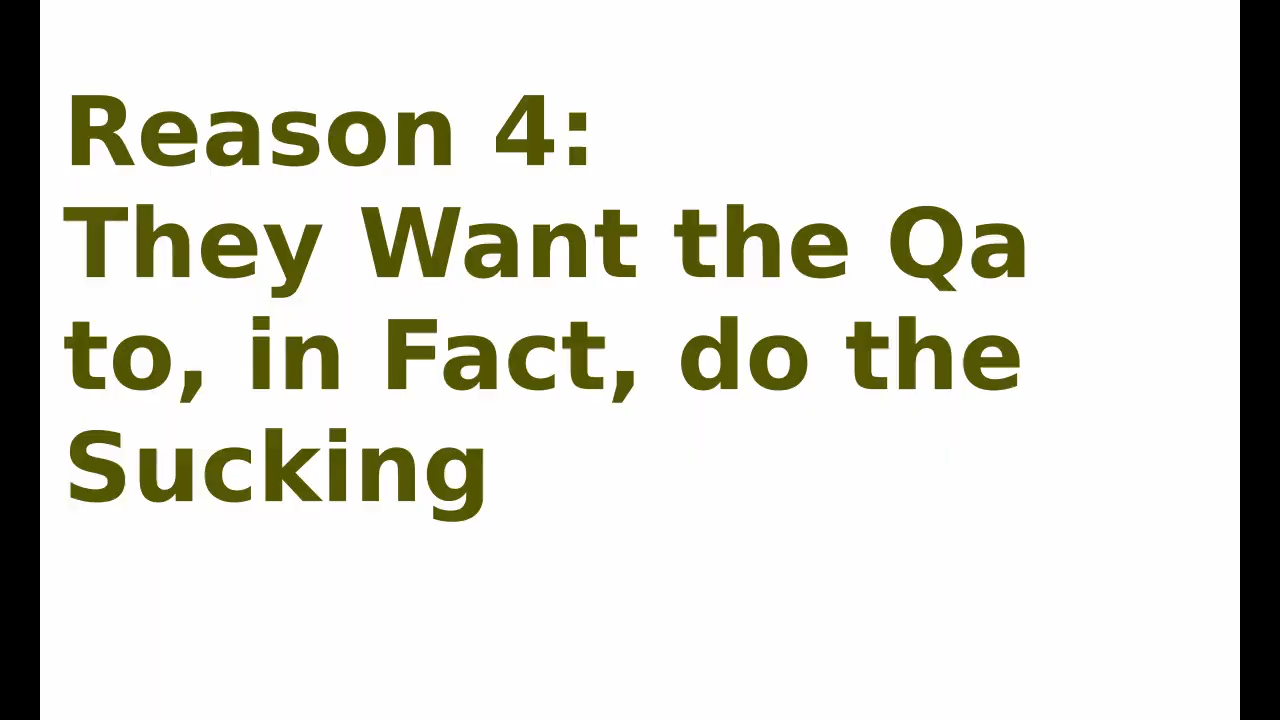 Reason 4:
They Want the Qa
to, in Fact, do the
Sucking